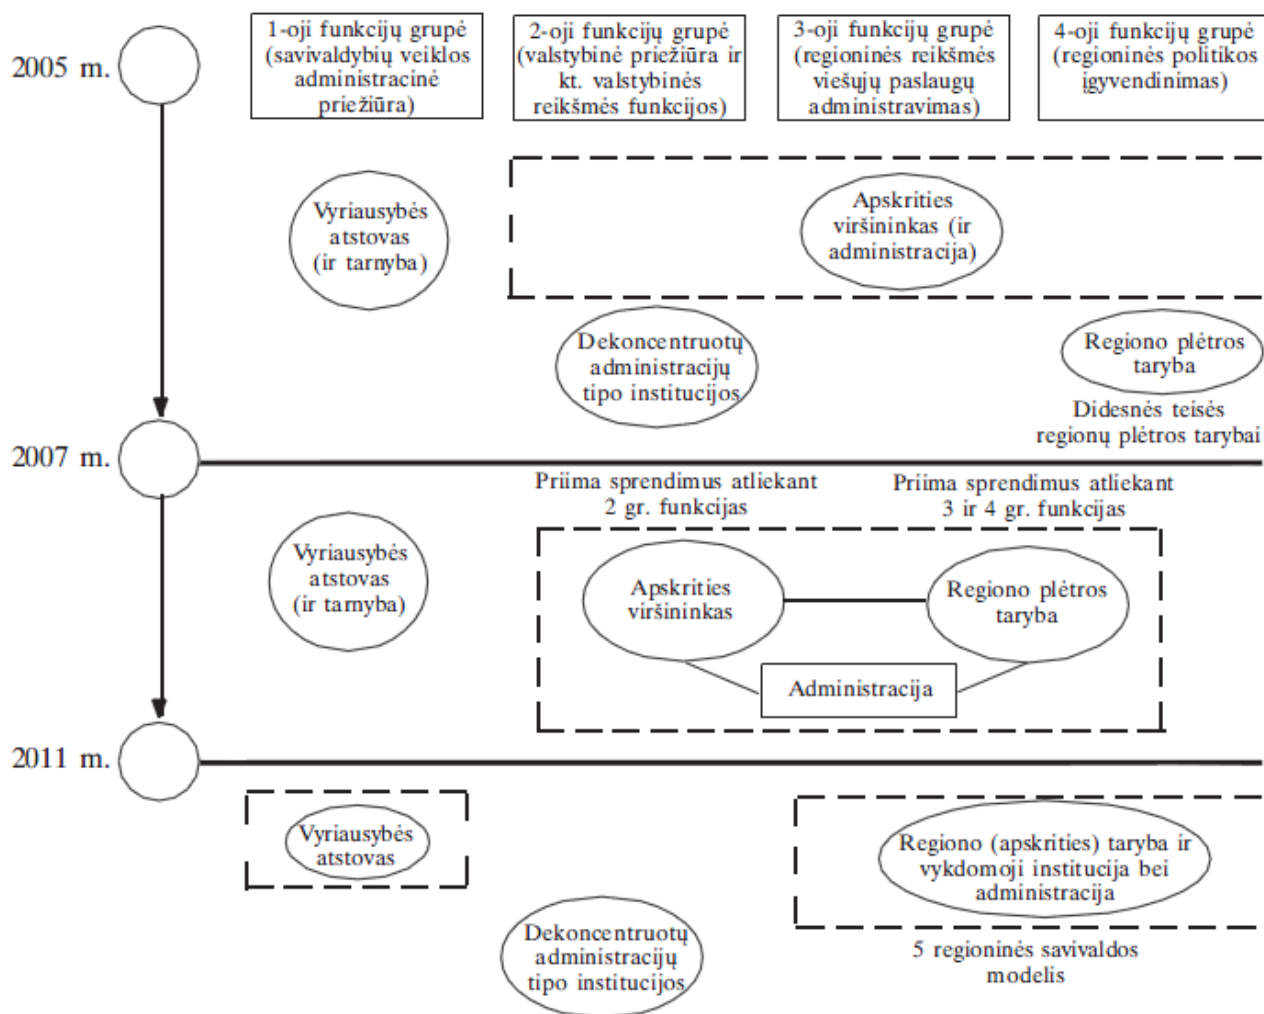 2005 m.
1-oji funkcijų grupė
(savivaldybių veiklos
administracinė
priežiūra)
2-oji funkcijų grupė
(valstybinė priežiūra ir
kt. valstybinės
reikšmės funkcijos)
3-oji funkcijų grupė
(regioninės reikšmės
viešųjų paslaugų
administravimas)
4-oji funkcijų grupė
(regioninės politikos
įgyvendinimas)
Vyriausybės
atstovas
(ir tarnyba)
Apskrities
viršininkas (ir
administracija)
Dekoncentruotų
administracijų
tipo institucijos
Regiono plėtros
taryba
Didesnės teisės
regionų plėtros tarybai
2007 m.
Priima sprendimus atliekant
2 gr. funkcijas
Priima sprendimus atliekant
3 ir 4 gr. funkcijas
Vyriausybės
atstovas
(ir tarnyba)
Apskrities
viršininkas
Regiono plėtros
taryba
Administracija
2011 m.
Vyriausybės
atstovas
Regiono (apskrities) taryba ir
vykdomoji institucija bei
administracija
Dekoncentruotų
administracijų
tipo institucijos
5 regioninės savivaldos
modelis